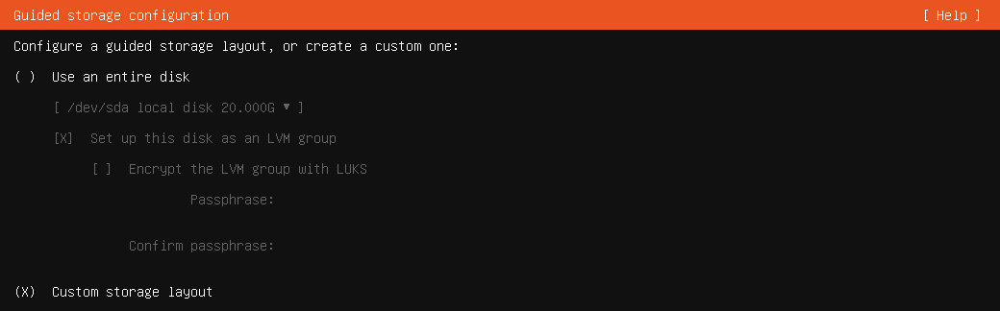 Guided storage configuration [ Help ]
Configure a guided storage layout, or create a custom one:
( ) Use an entire disk
[ /dev/sda local disk 20.000G ▾ ]
[X] Set up this disk as an LVM group
[ ] Encrypt the LVM group with LUKS
Passphrase:
Confirm passphrase:
(X) Custom storage layout